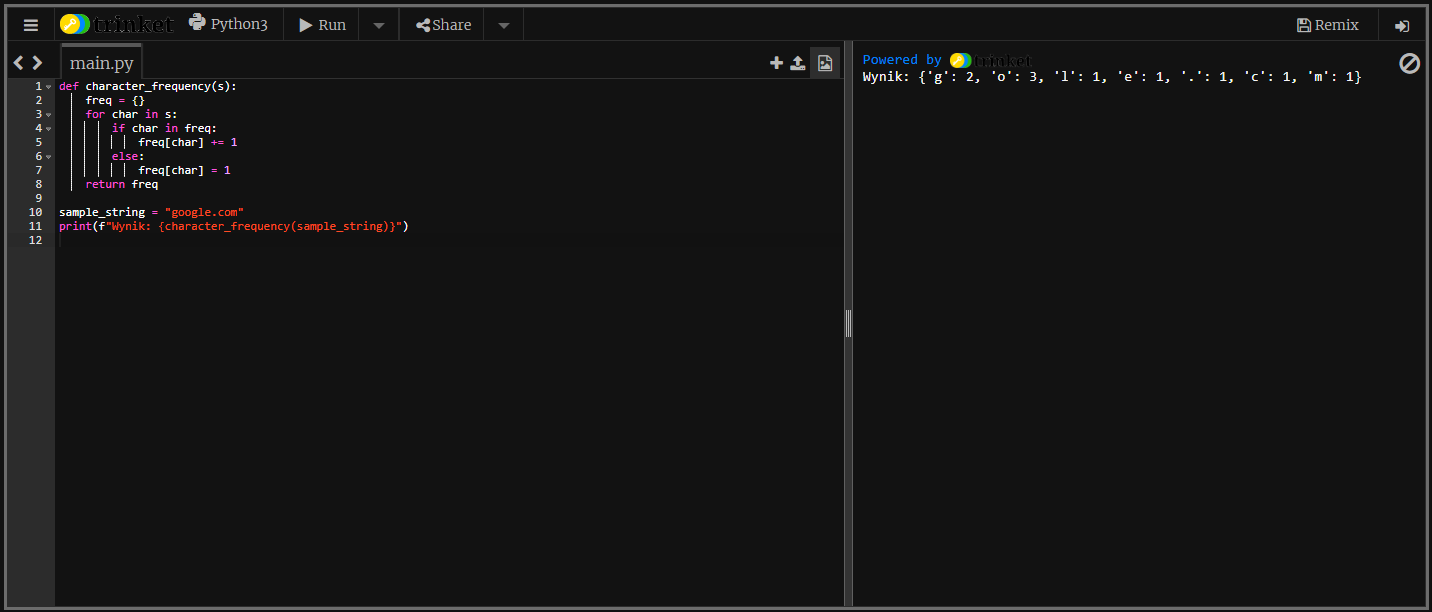 trinket Python3 Run Share Remix
main.py
1 def character_frequency(s):
2     freq = {}
3     for char in s:
4         if char in freq:
5             freq[char] += 1
6         else:
7             freq[char] = 1
8     return freq
9
10 sample_string = "google.com"
11 print(f"Wynik: {character_frequency(sample_string)}")
12
Powered by trinket
Wynik: {'g': 2, 'o': 3, 'l': 1, 'e': 1, '.': 1, 'c': 1, 'm': 1}